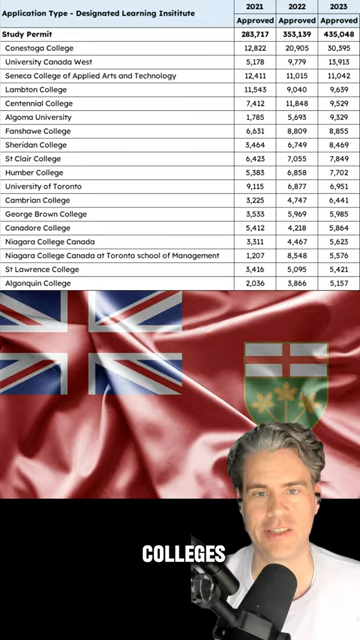 Application Type - Designated Learning Insititute 2021 2022 2023
Approved Approved Approved
Study Permit 283,717 353,139 435,048
Conestoga College 12,822 20,905 30,395
University Canada West 5,178 9,779 13,913
Seneca College of Applied Arts and Technology 12,411 11,015 11,042
Lambton College 11,543 9,040 9,639
Centennial College 7,412 11,848 9,529
Algoma University 1,785 5,693 9,329
Fanshawe College 6,631 8,809 8,855
Sheridan College 3,464 6,749 8,469
St Clair College 6,423 7,055 7,849
Humber College 5,383 6,858 7,702
University of Toronto 9,115 6,877 6,951
Cambrian College 3,225 4,747 6,441
George Brown College 3,533 5,969 5,985
Canadore College 5,412 4,218 5,864
Niagara College Canada 3,311 4,467 5,623
Niagara College Canada at Toronto school of Management 1,207 8,548 5,576
St Lawrence College 3,416 5,095 5,421
Algonquin College 2,036 3,866 5,157
COLLEGES